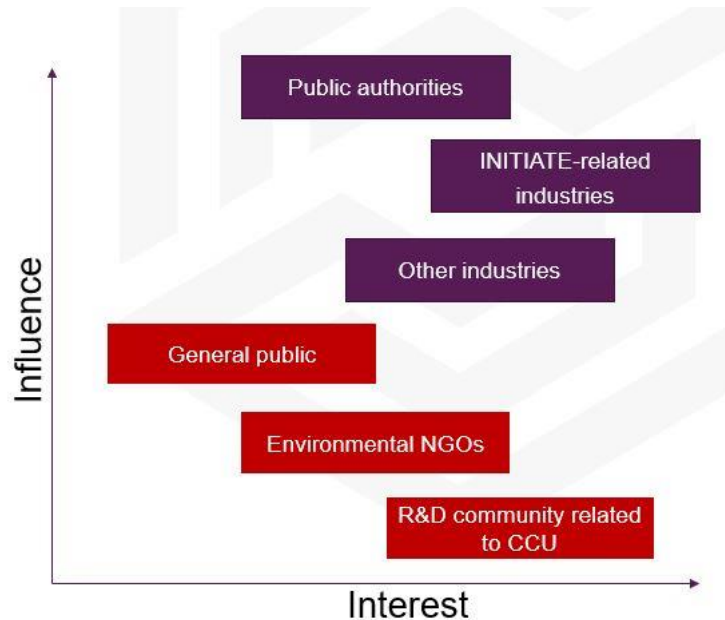 Public authorities
INITIATE-related
industries
Other industries
General public
Environmental NGOs
R&D community related
to CCU
Influence
Interest